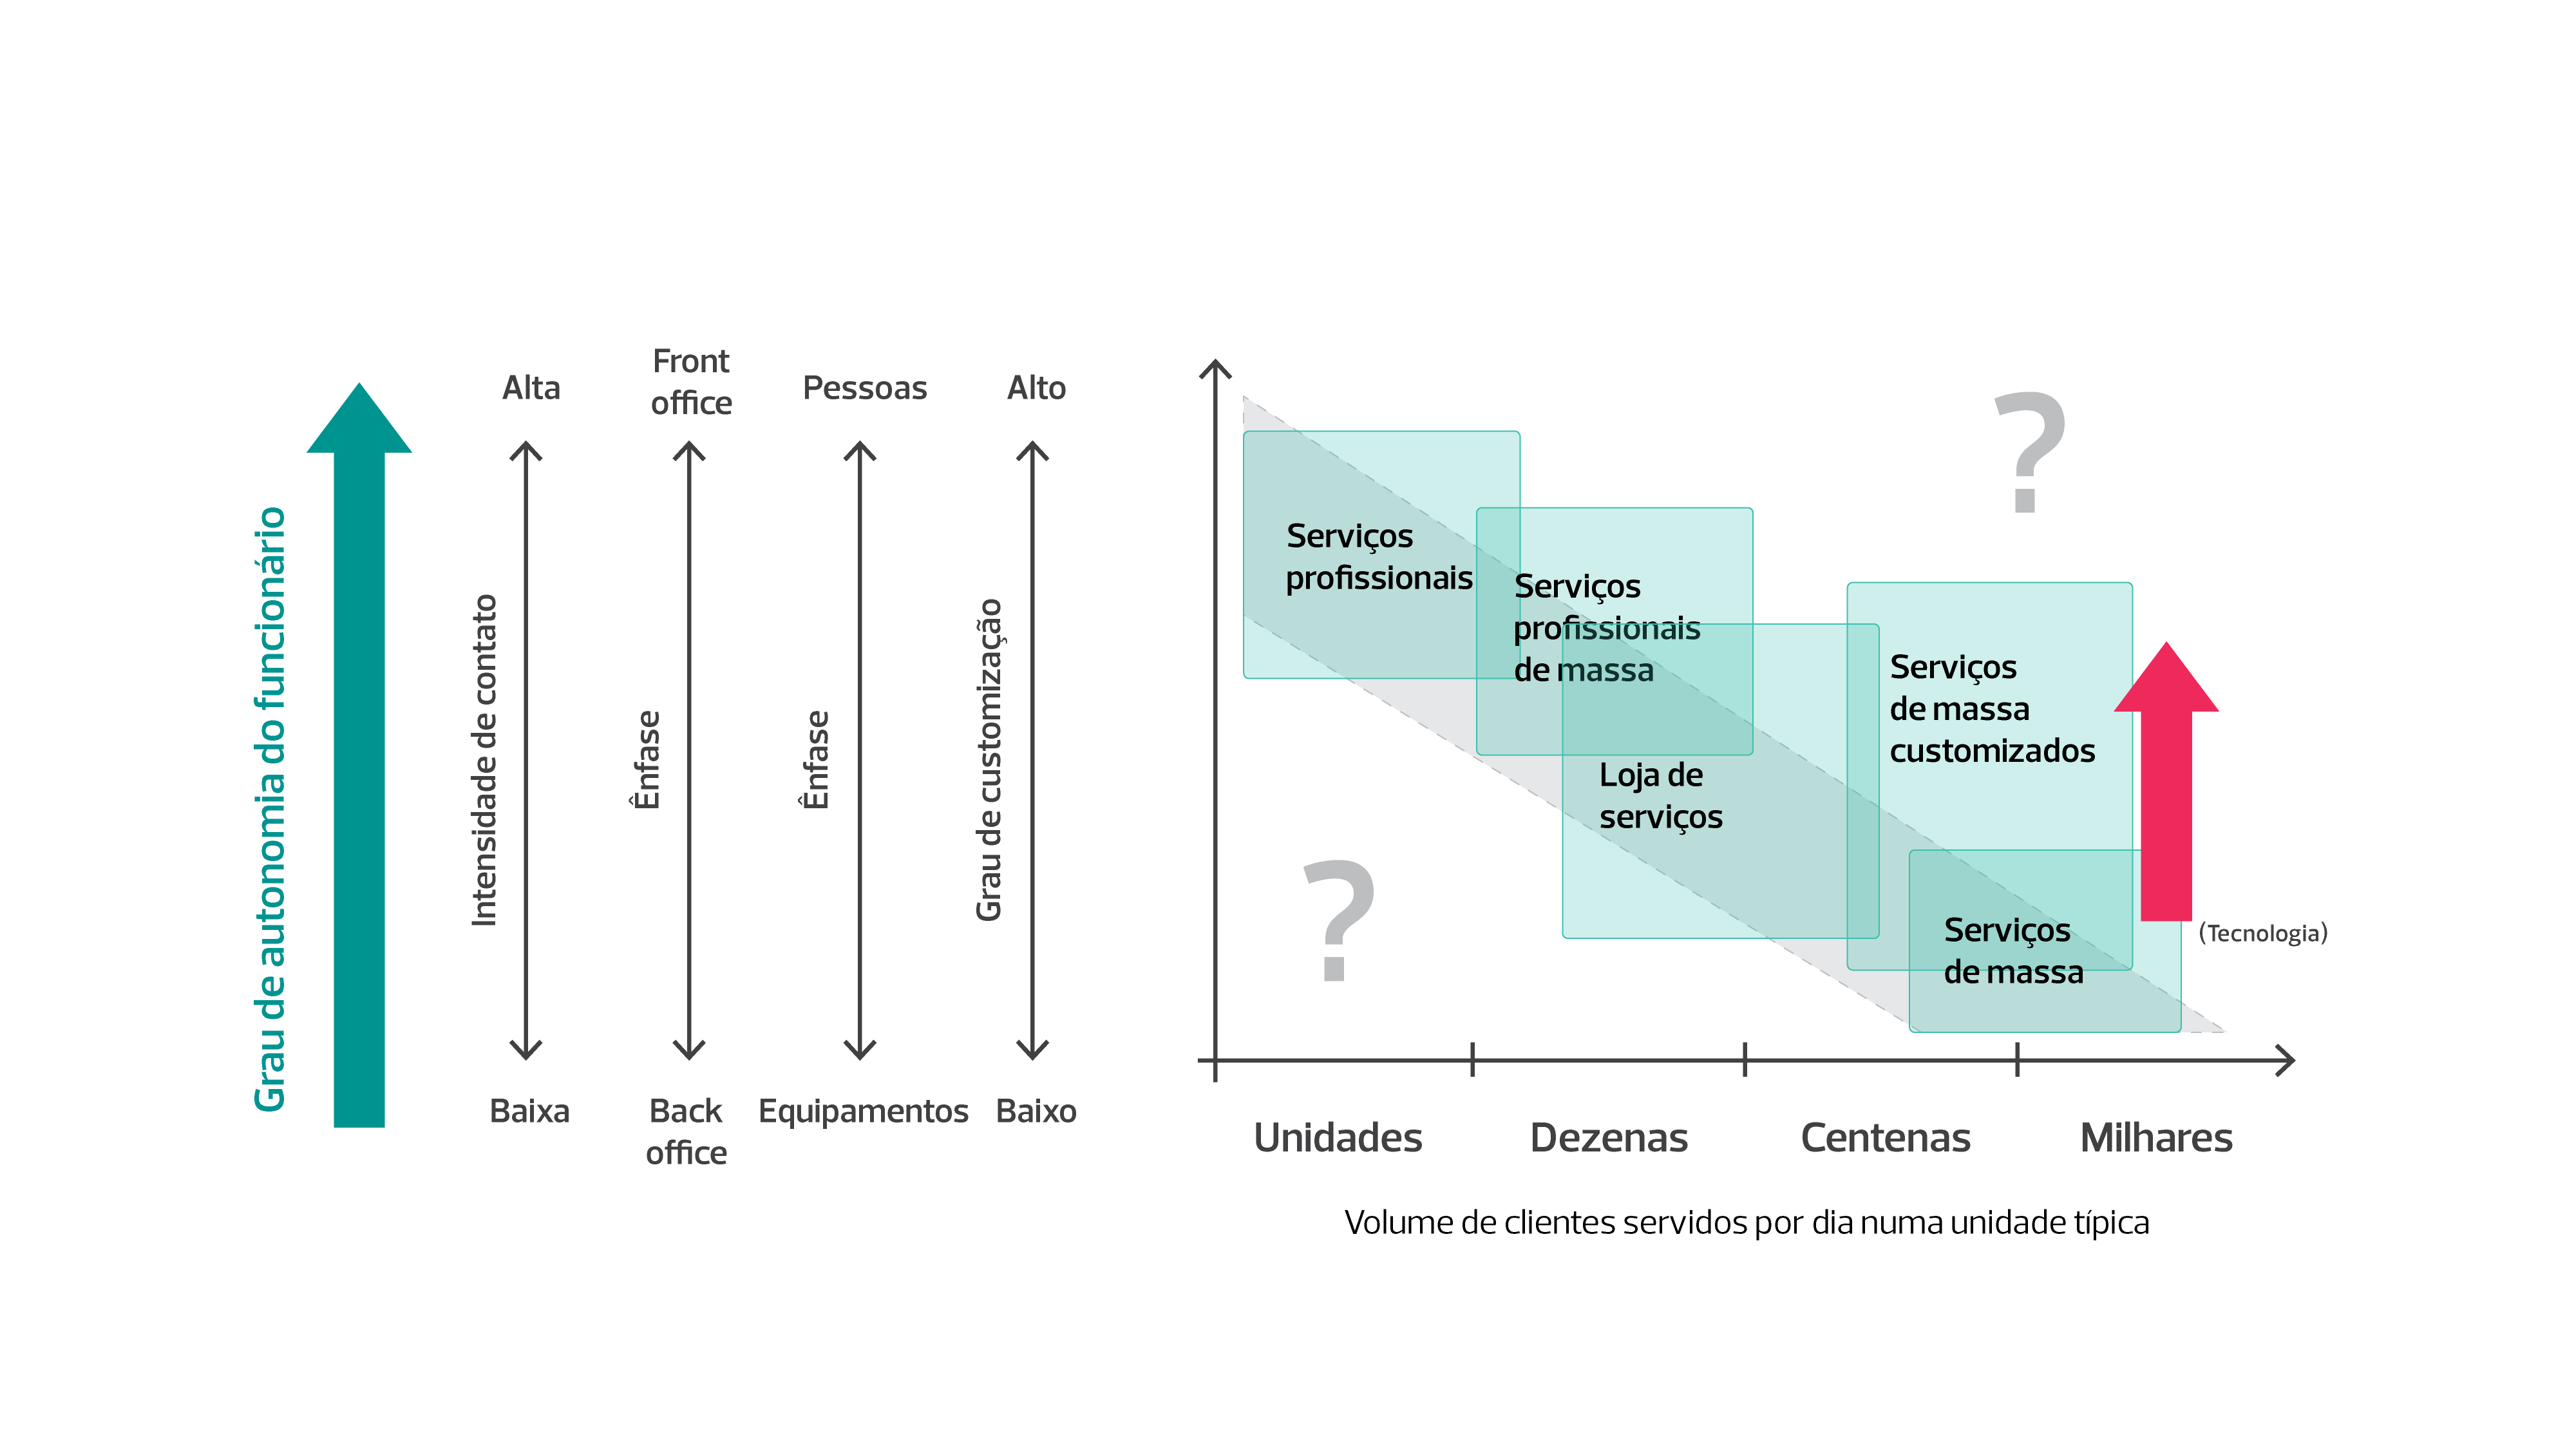 Grau de autonomia do funcionário
Alta
Intensidade de contato
Baixa
Front
office
Ênfase
Back
office
Pessoas
Ênfase
Equipamentos
Alto
Grau de customização
Baixo
?
?
Serviços
profissionais
Serviços
profissionais
de massa
Loja de
serviços
Serviços
de massa
customizados
Serviços
de massa
(Tecnologia)
Unidades
Dezenas
Centenas
Milhares
Volume de clientes servidos por dia numa unidade típica